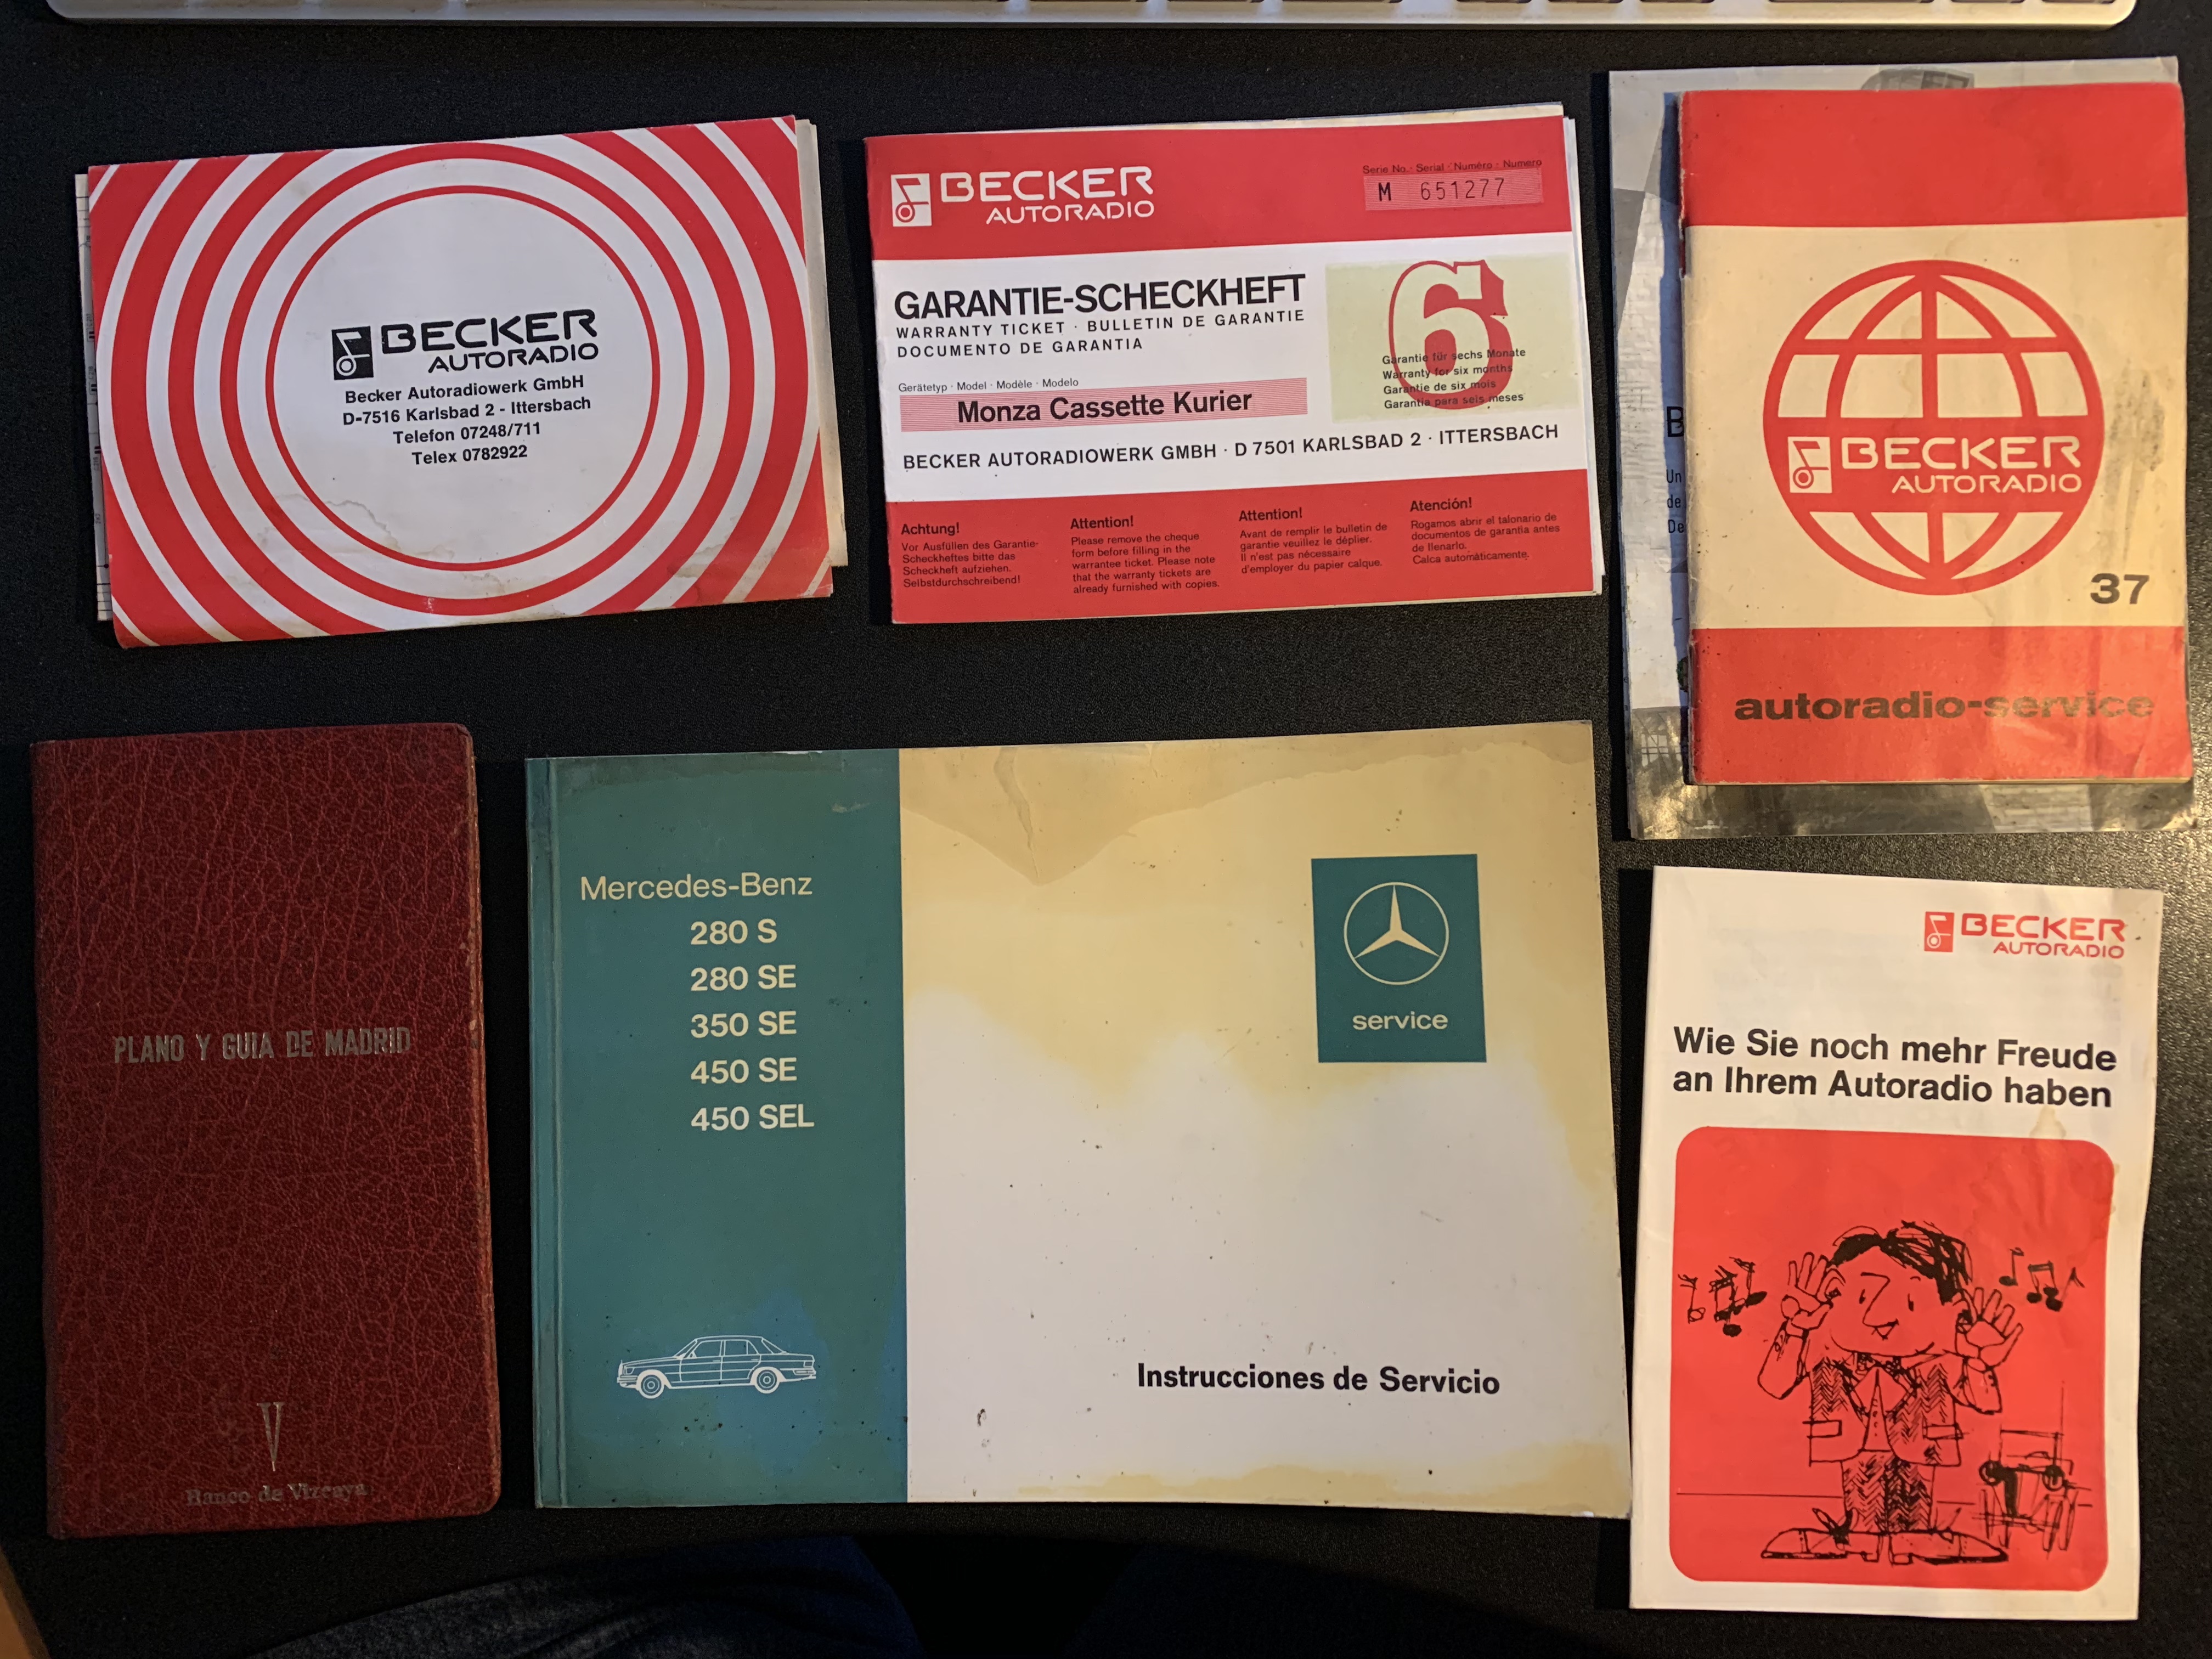 BECKER
AUTORADIO
Becker Autoradiowerk GmbH
D-7516 Karlsbad 2 - Ittersbach
Telefon 07248/711
Telex 0782922
BECKER
AUTORADIO
Serie No. · Serial · Numéro · Numero
M 651277
GARANTIE-SCHECKHEFT
WARRANTY TICKET · BULLETIN DE GARANTIE
DOCUMENTO DE GARANTIA
6
Garantie für sechs Monate
Warranty for six months
Garantie de six mois
Garantia para seis meses
Gerätetyp · Model · Modèle · Modelo
Monza Cassette Kurier
BECKER AUTORADIOWERK GMBH · D 7501 KARLSBAD 2 · ITTERSBACH
Achtung!
Vor Ausfüllen des Garantie-
Scheckheftes bitte das
Scheckheft aufziehen.
Selbstdurchschreibend!
Attention!
Please remove the cheque
form before filling in the
warrantee ticket. Please note
that the warranty tickets are
already furnished with copies.
Attention!
Avant de remplir le bulletin de
garantie veuillez le déplier.
Il n'est pas nécessaire
d'employer du papier calque.
Atención!
Rogamos abrir el talonario de
documentos de garantia antes
de llenarlo.
Calca automàticamente.
B
Un
de
De
BECKER
AUTORADIO
37
autoradio-service
PLANO Y GUIA DE MADRID
Banco de Vizcaya
Mercedes-Benz
280 S
280 SE
350 SE
450 SE
450 SEL
service
Instrucciones de Servicio
BECKER
AUTORADIO
Wie Sie noch mehr Freude
an Ihrem Autoradio haben